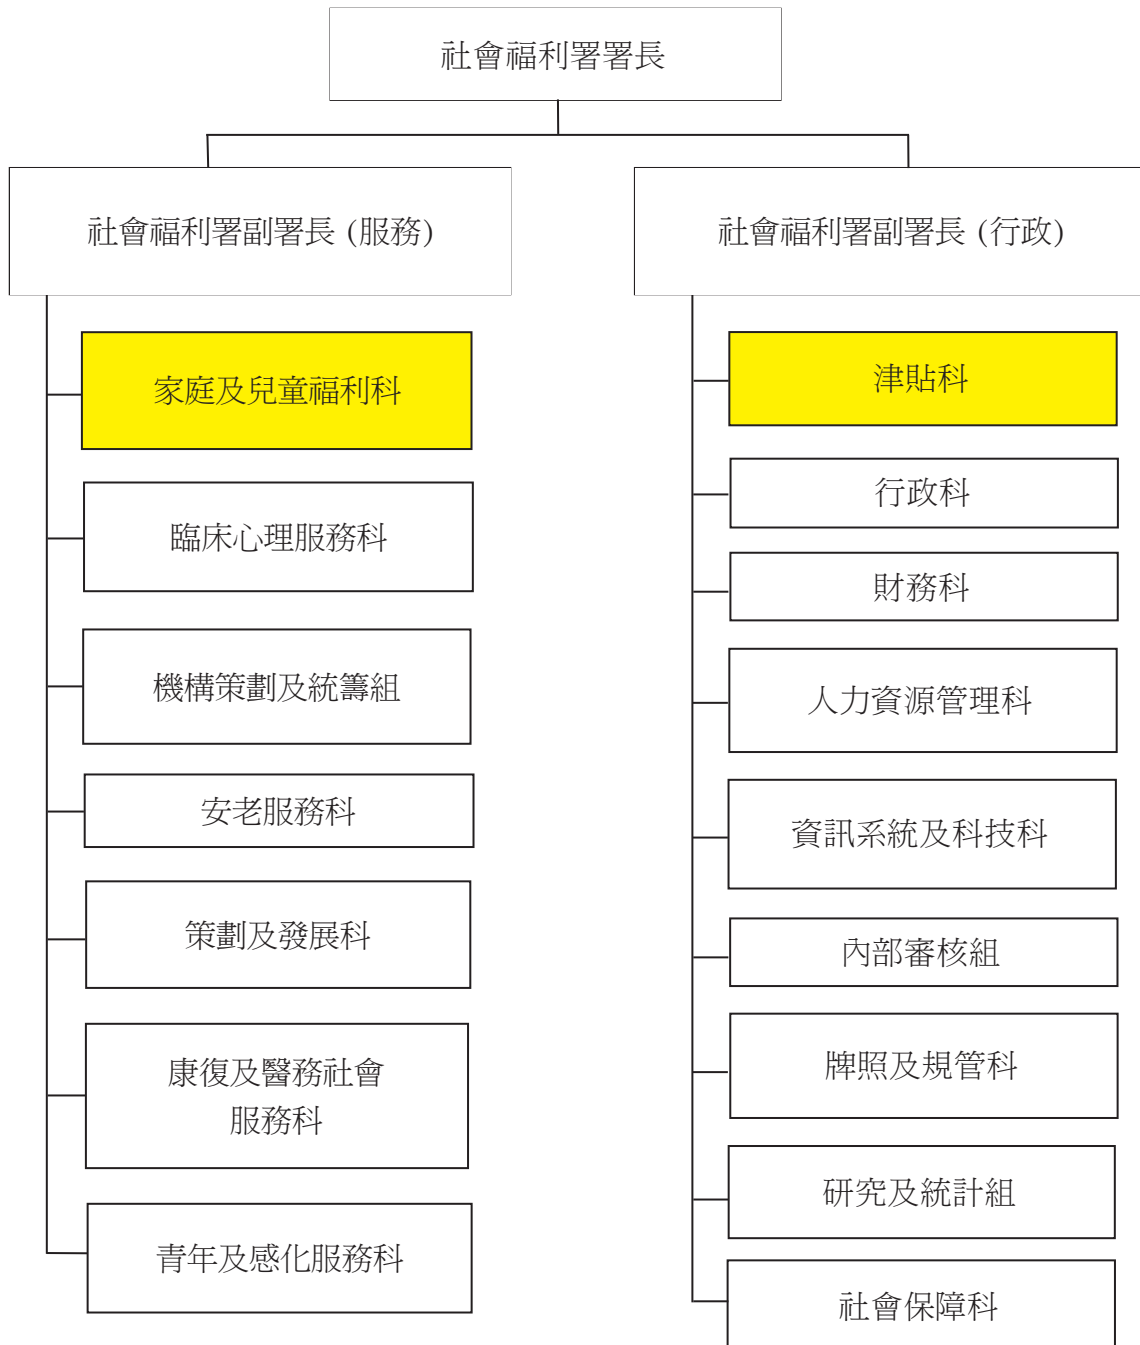 社會福利署署長
社會福利署副署長 (服務)
家庭及兒童福利科
臨床心理服務科
機構策劃及統籌組
安老服務科
策劃及發展科
康復及醫務社會
服務科
青年及感化服務科
社會福利署副署長 (行政)
津貼科
行政科
財務科
人力資源管理科
資訊系統及科技科
內部審核組
牌照及規管科
研究及統計組
社會保障科